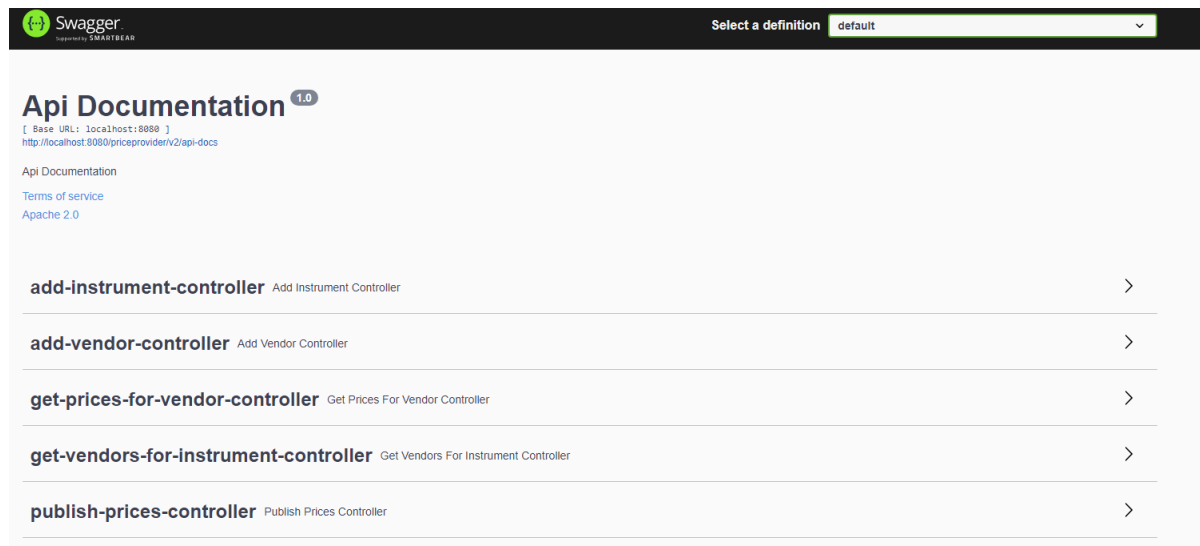 {···} Swagger.
Supported by SMARTBEAR
Select a definition default
Api Documentation 1.0
[ Base URL: localhost:8080 ]
http://localhost:8080/priceprovider/v2/api-docs
Api Documentation
Terms of service
Apache 2.0
add-instrument-controller Add Instrument Controller
add-vendor-controller Add Vendor Controller
get-prices-for-vendor-controller Get Prices For Vendor Controller
get-vendors-for-instrument-controller Get Vendors For Instrument Controller
publish-prices-controller Publish Prices Controller